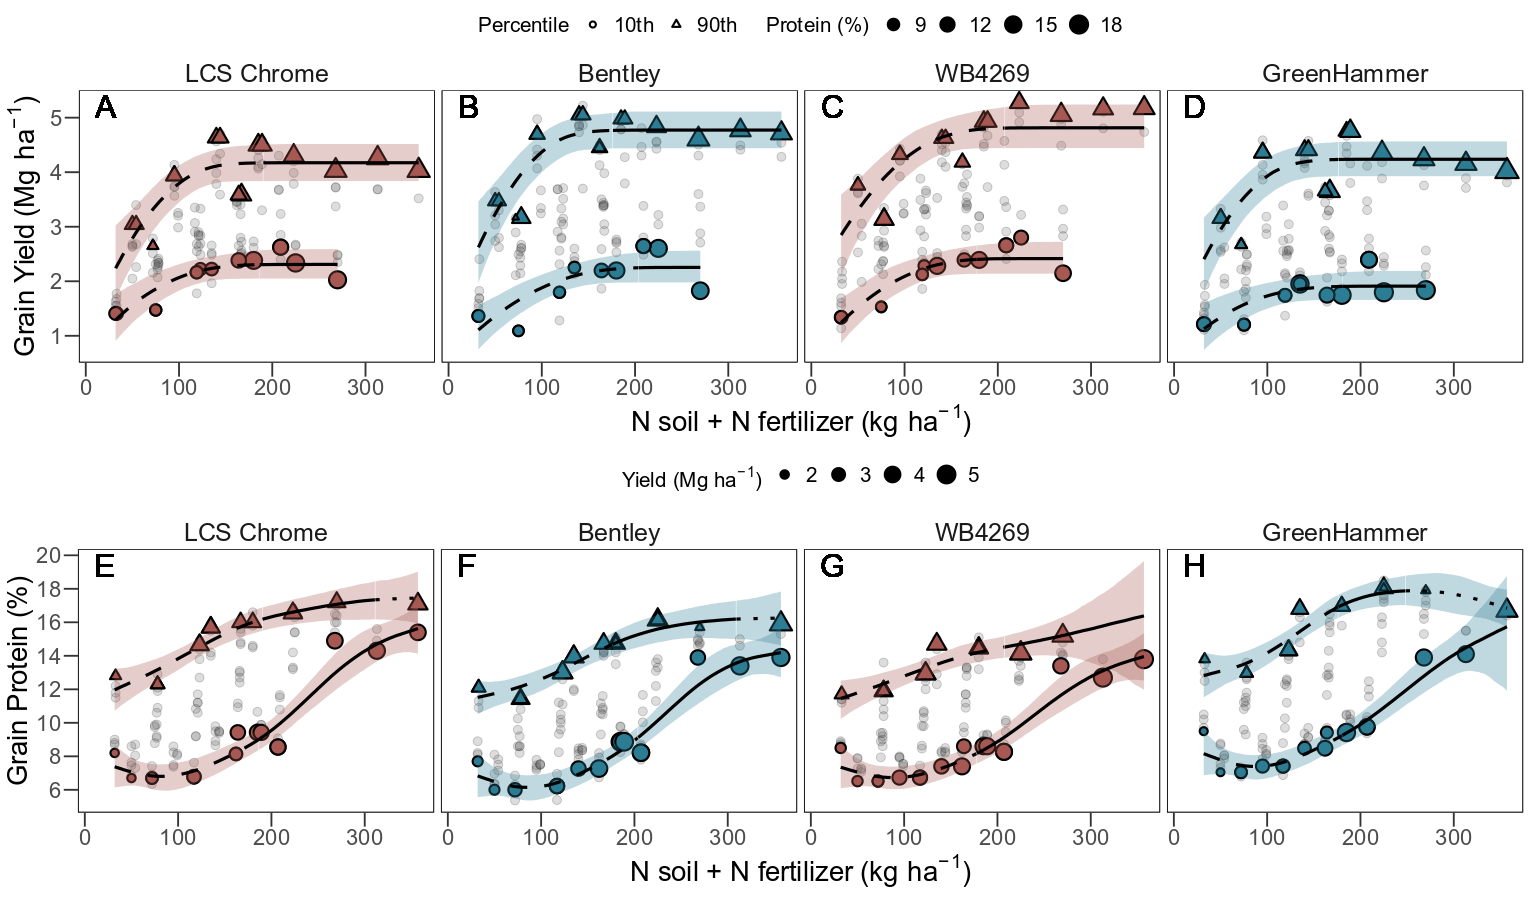 Percentile 10th 90th Protein (%) 9 12 15 18
LCS Chrome Bentley WB4269 GreenHammer
A B C D
Grain Yield (Mg ha⁻¹)
5
4
3
2
1
0 100 200 300 0 100 200 300 0 100 200 300 0 100 200 300
N soil + N fertilizer (kg ha⁻¹)
Yield (Mg ha⁻¹) 2 3 4 5
LCS Chrome Bentley WB4269 GreenHammer
E F G H
Grain Protein (%)
20
18
16
14
12
10
8
6
0 100 200 300 0 100 200 300 0 100 200 300 0 100 200 300
N soil + N fertilizer (kg ha⁻¹)